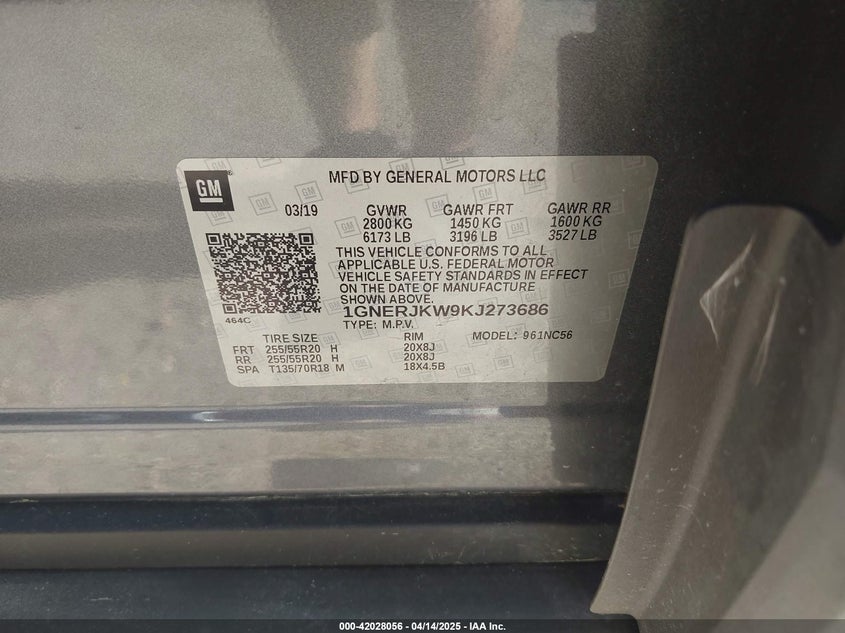 GM
MFD BY GENERAL MOTORS LLC
03/19 GVWR GAWR FRT GAWR RR
2800 KG 1450 KG 1600 KG
6173 LB 3196 LB 3527 LB
THIS VEHICLE CONFORMS TO ALL
APPLICABLE U.S. FEDERAL MOTOR
VEHICLE SAFETY STANDARDS IN EFFECT
ON THE DATE OF MANUFACTURE
SHOWN ABOVE.
464C
1GNERJKW9KJ273686
TYPE: M.P.V. MODEL: 961NC56
TIRE SIZE RIM
FRT 255/55R20 H 20X8J
RR 255/55R20 H 20X8J
SPA T135/70R18 M 18X4.5B
000-42028056 - 04/14/2025 - IAA Inc.